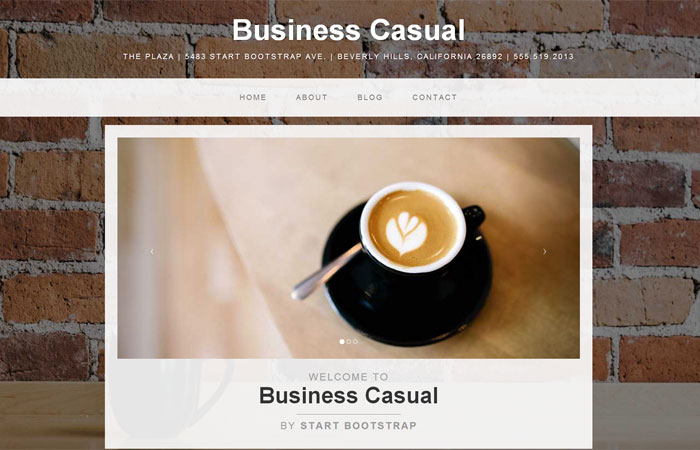 Business Casual
THE PLAZA | 5483 START BOOTSTRAP AVE. | BEVERLY HILLS, CALIFORNIA 26892 | 555.519.2013
HOME ABOUT BLOG CONTACT
WELCOME TO
Business Casual
BY START BOOTSTRAP